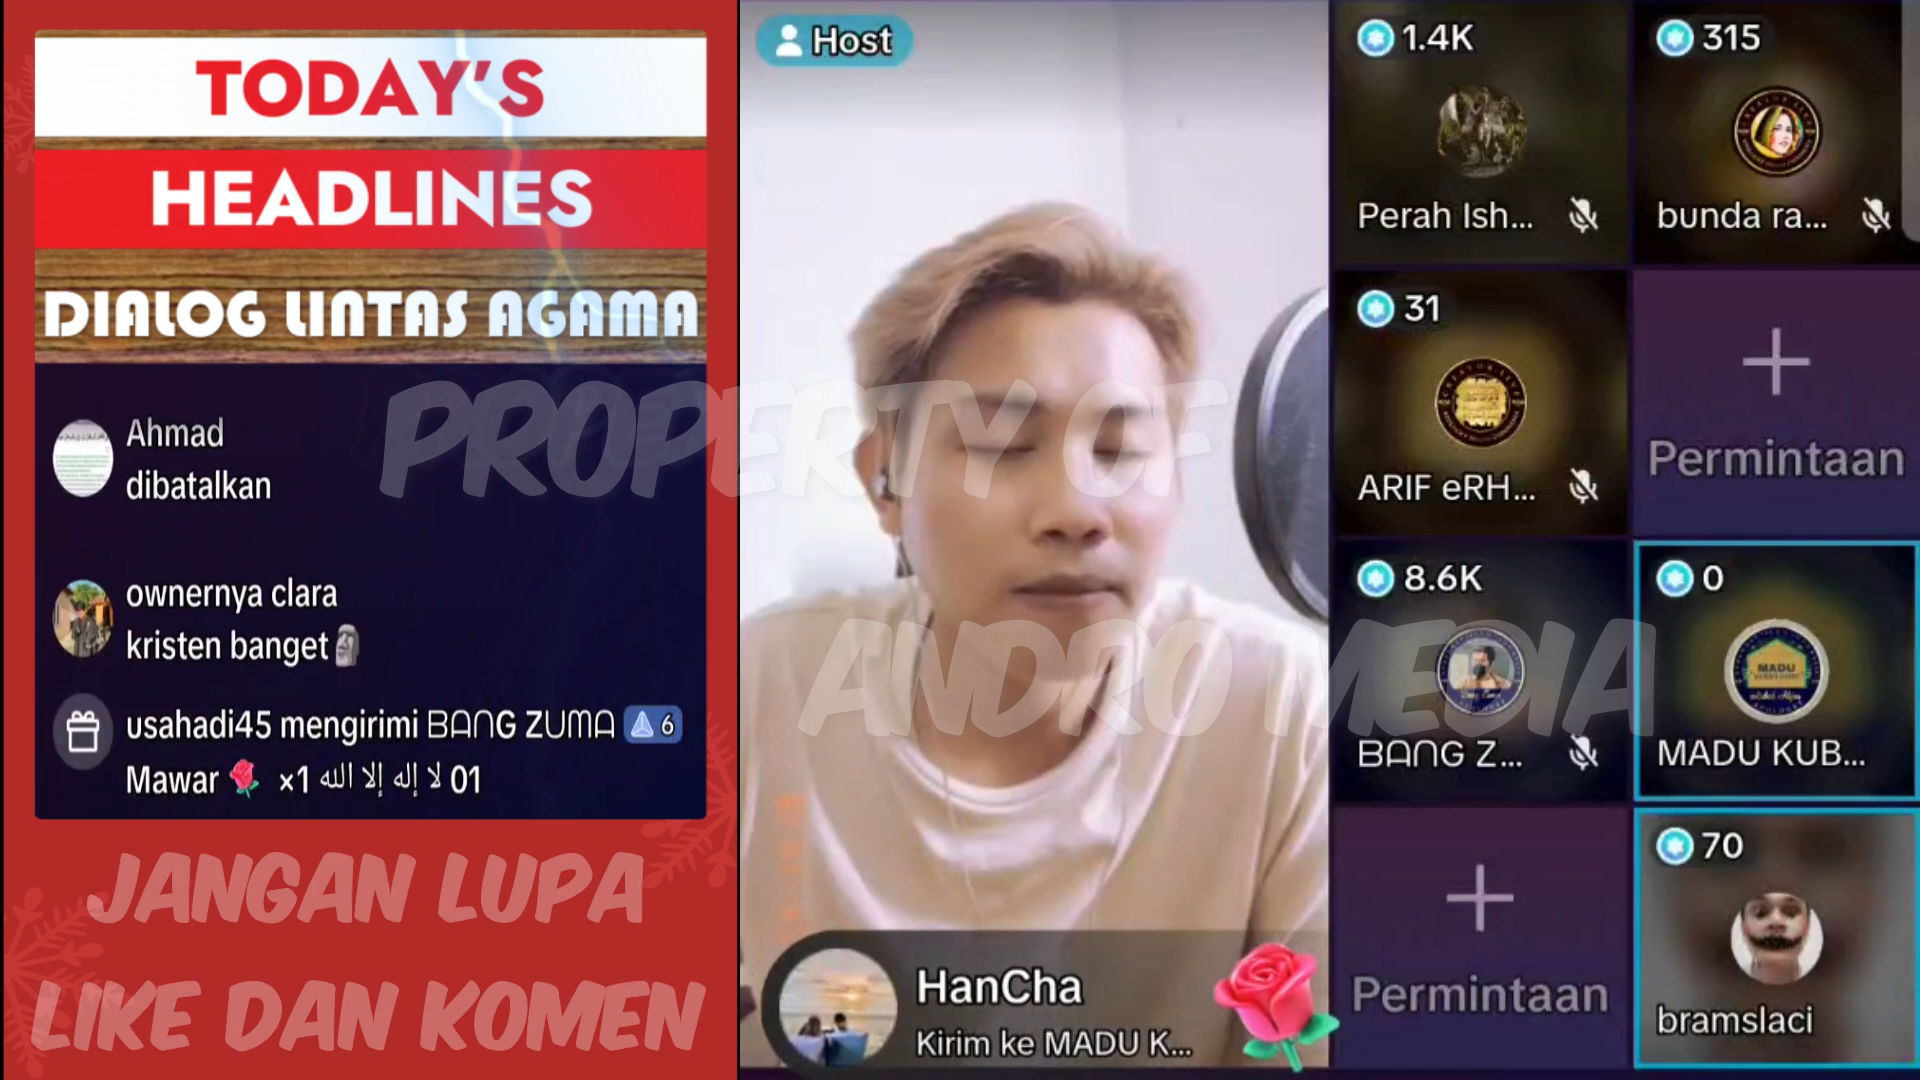 TODAY'S
HEADLINES
DIALOG LINTAS AGAMA
Ahmad
dibatalkan
ownernya clara
kristen banget🗿
usahadi45 mengirimi BANG ZUMA 6
Mawar 🌹 ×1 لا إله إلا الله 01
JANGAN LUPA
LIKE DAN KOMEN
PROPERTY OF
ANDRO MEDIA
Host
HanCha
Kirim ke MADU K...
1.4K
Perah Ish...
315
bunda ra...
31
ARIF eRH...
Permintaan
8.6K
BANG Z...
0
MADU
MADU KUB...
Permintaan
70
bramslaci